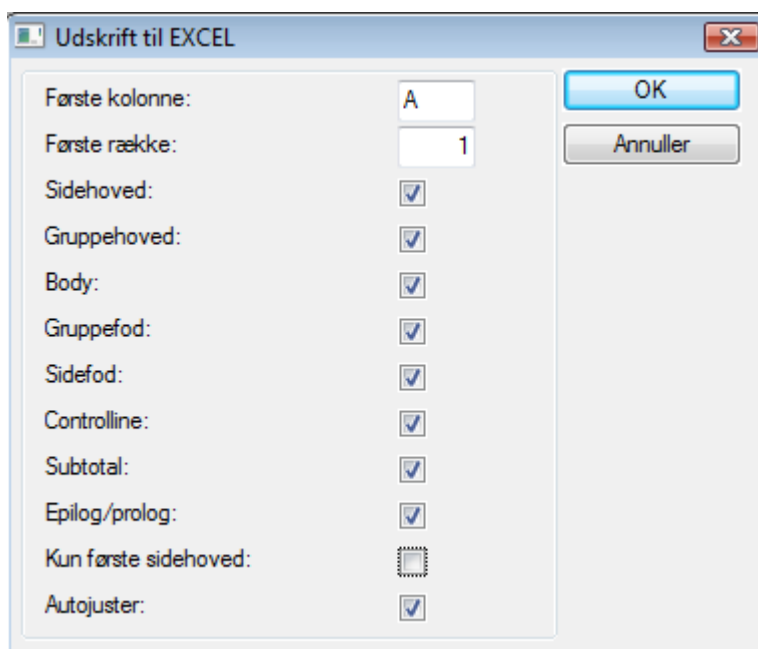 Udskrift til EXCEL
Første kolonne: A
Første række: 1
Sidehoved:
Gruppehoved:
Body:
Gruppefod:
Sidefod:
Controlline:
Subtotal:
Epilog/prolog:
Kun første sidehoved:
Autojuster:
OK
Annuller